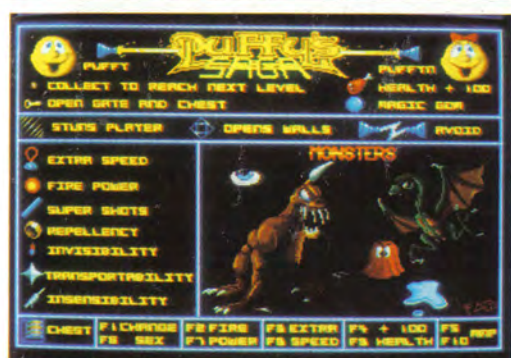 PUFFY'S
SAGA
PUFFY
PUFFYN
COLLECT TO REACH NEXT LEVEL
HEALTH + 100
OPEN GATE AND CHEST
MAGIC GOM
STUNS PLAYER
OPENS WALLS
AVOID
MONSTERS
EXTRA SPEED
FIRE POWER
SUPER SHOTS
REPELLENCY
INVISIBILITY
TRANSPORTABILITY
INSENSIBILITY
CHEST
F1 CHANGE
F2 FIRE
F3 EXTRA
F4 + 100
F5
F6 SEX
F7 POWER
F8 SPEED
F9 HEALTH
F10
MAP